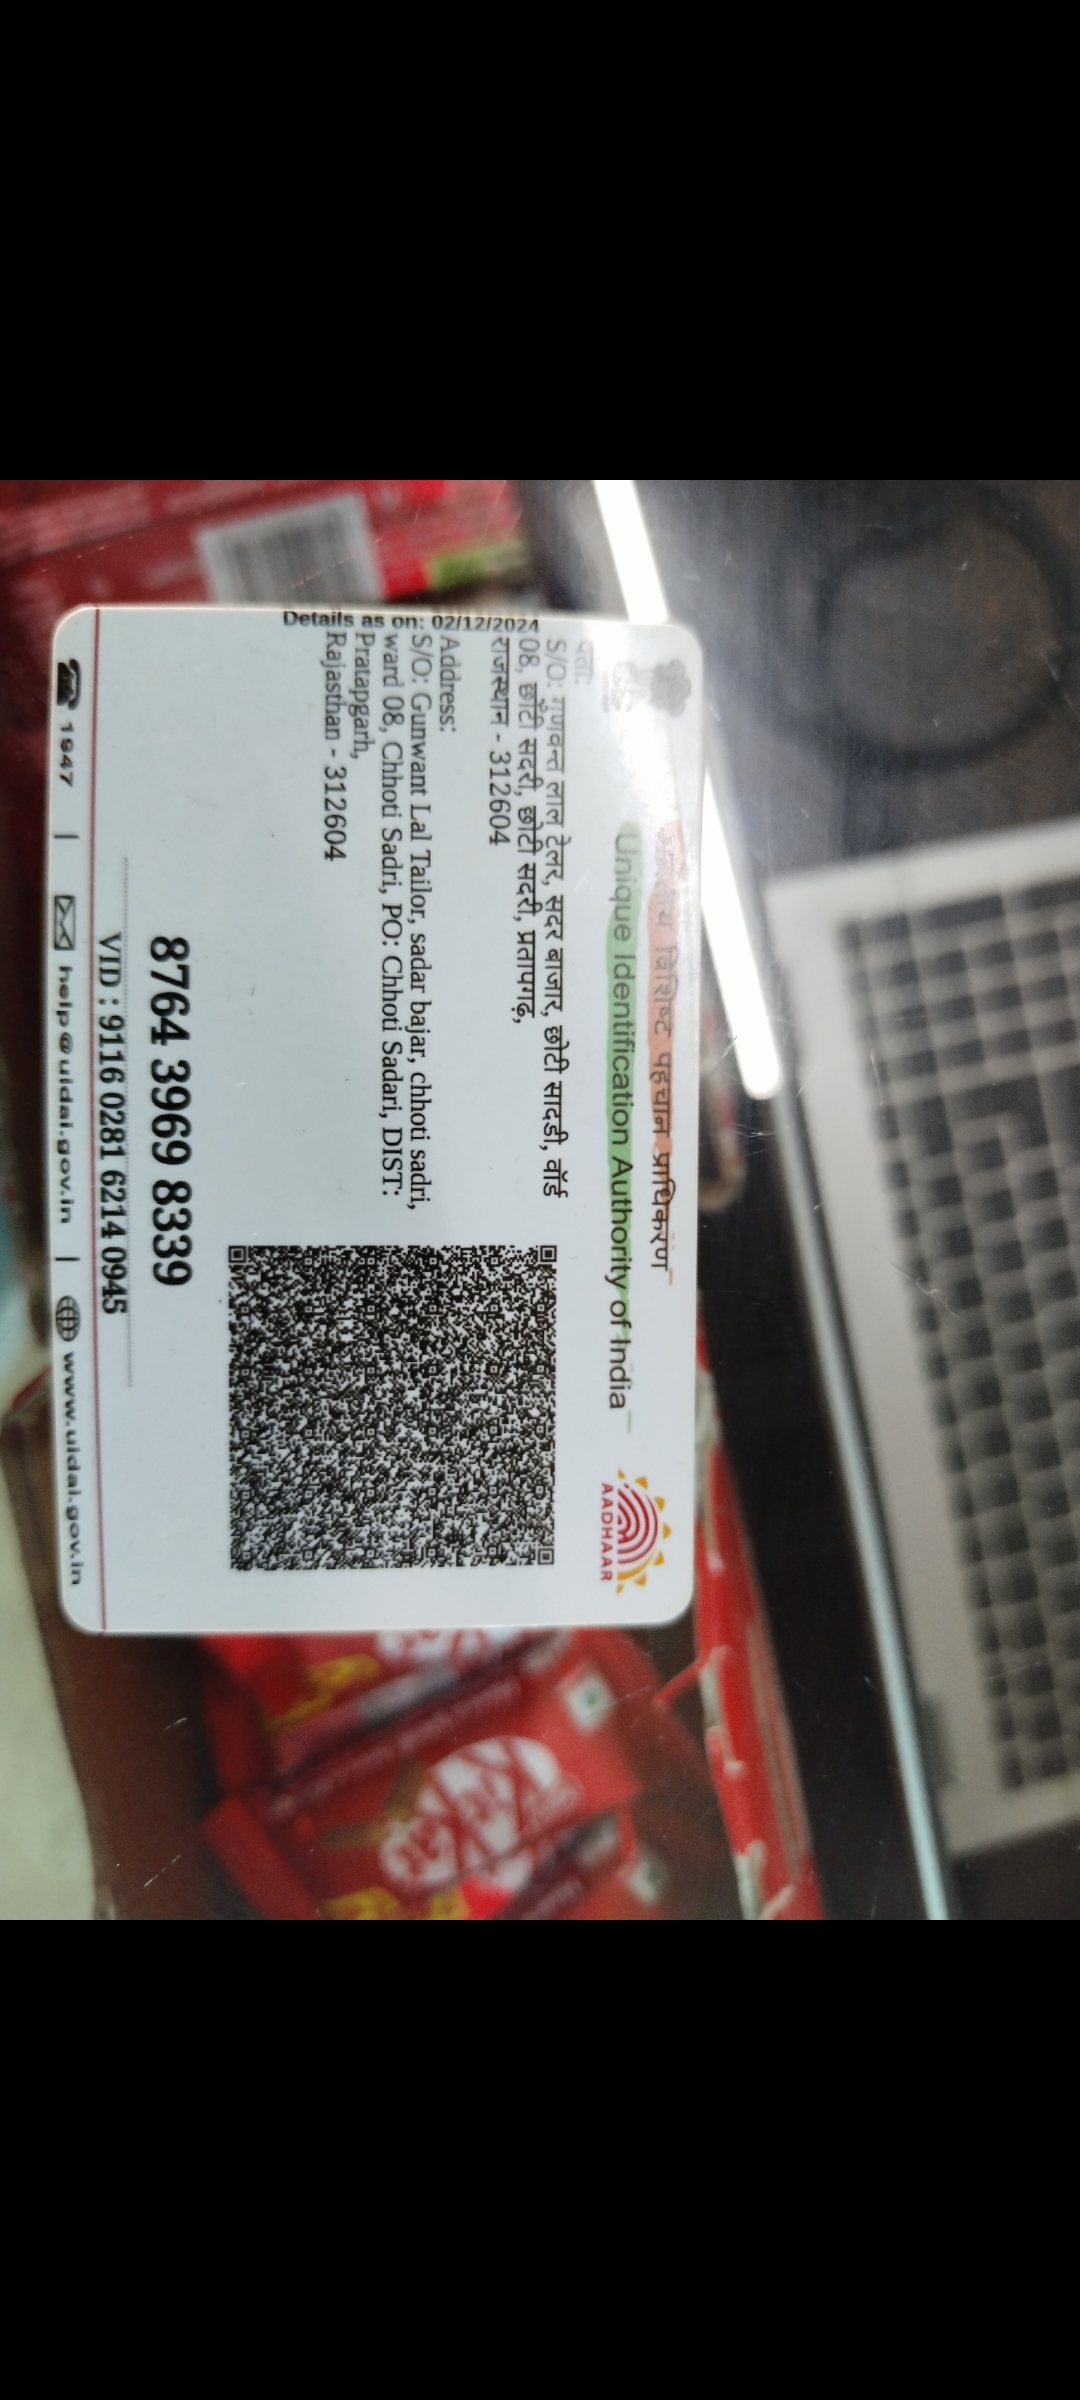 भारतीय विशिष्ट पहचान प्राधिकरण
Unique Identification Authority of India
AADHAAR
Details as on: 02/12/2024
पता:
S/O: गुणवन्त लाल टेलर, सदर बाजार, छोटी सादडी, वॉर्ड
08, छोटी सदरी, छोटी सदरी, प्रतापगढ़,
राजस्थान - 312604
Address:
S/O: Gunwant Lal Tailor, sadar bajar, chhoti sadri,
ward 08, Chhoti Sadri, PO: Chhoti Sadari, DIST:
Pratapgarh,
Rajasthan - 312604
8764 3969 8339
VID : 9116 0281 6214 0945
1947 | help@uidai.gov.in | www.uidai.gov.in